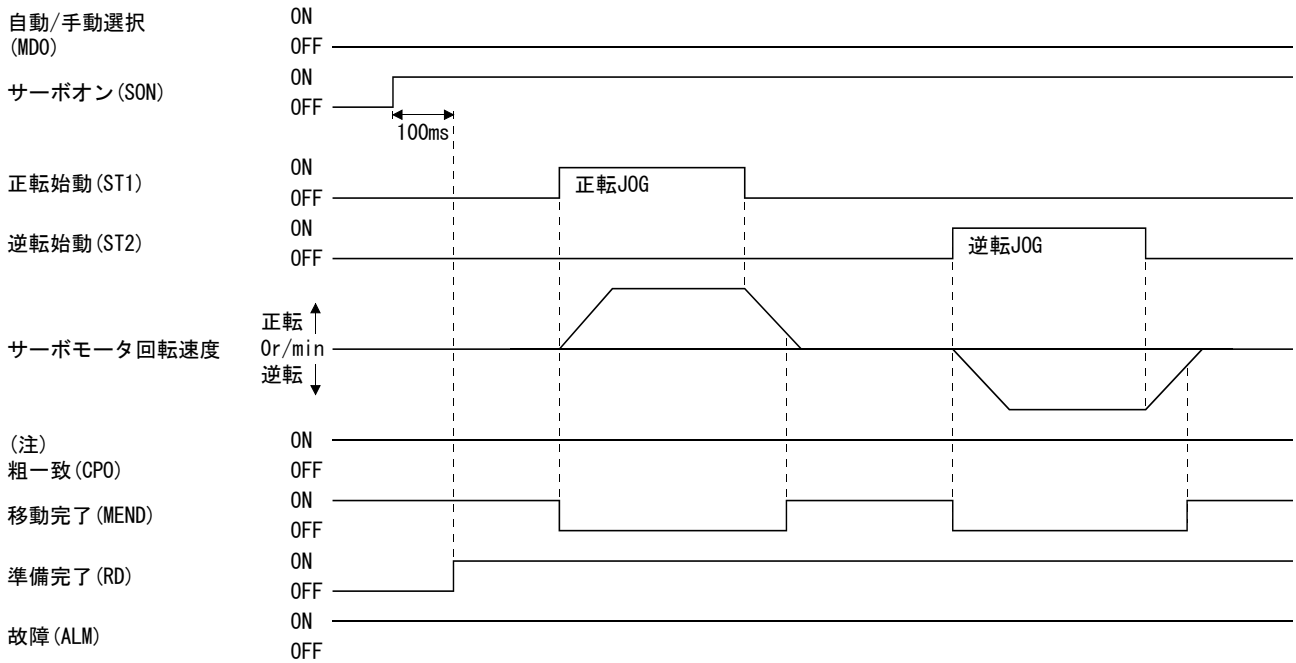 自動/手動選択
(MD0)
ON
OFF
サーボオン(SON)
ON
OFF
100ms
正転始動(ST1)
ON
OFF
正転JOG
逆転始動(ST2)
ON
OFF
逆転JOG
サーボモータ回転速度
正転
0r/min
逆転
(注)
粗一致(CPO)
ON
OFF
移動完了(MEND)
ON
OFF
準備完了(RD)
ON
OFF
故障(ALM)
ON
OFF